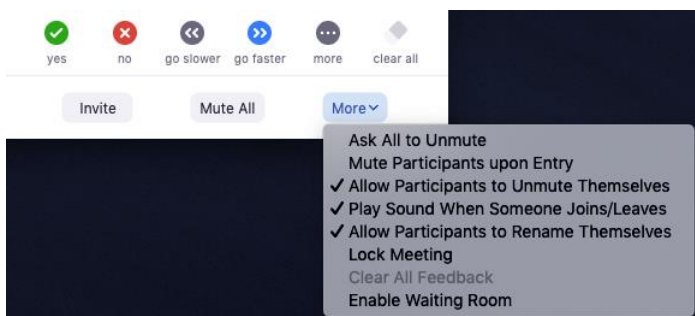 yes no go slower go faster more clear all
Invite Mute All More
Ask All to Unmute
Mute Participants upon Entry
✓ Allow Participants to Unmute Themselves
✓ Play Sound When Someone Joins/Leaves
✓ Allow Participants to Rename Themselves
Lock Meeting
Clear All Feedback
Enable Waiting Room